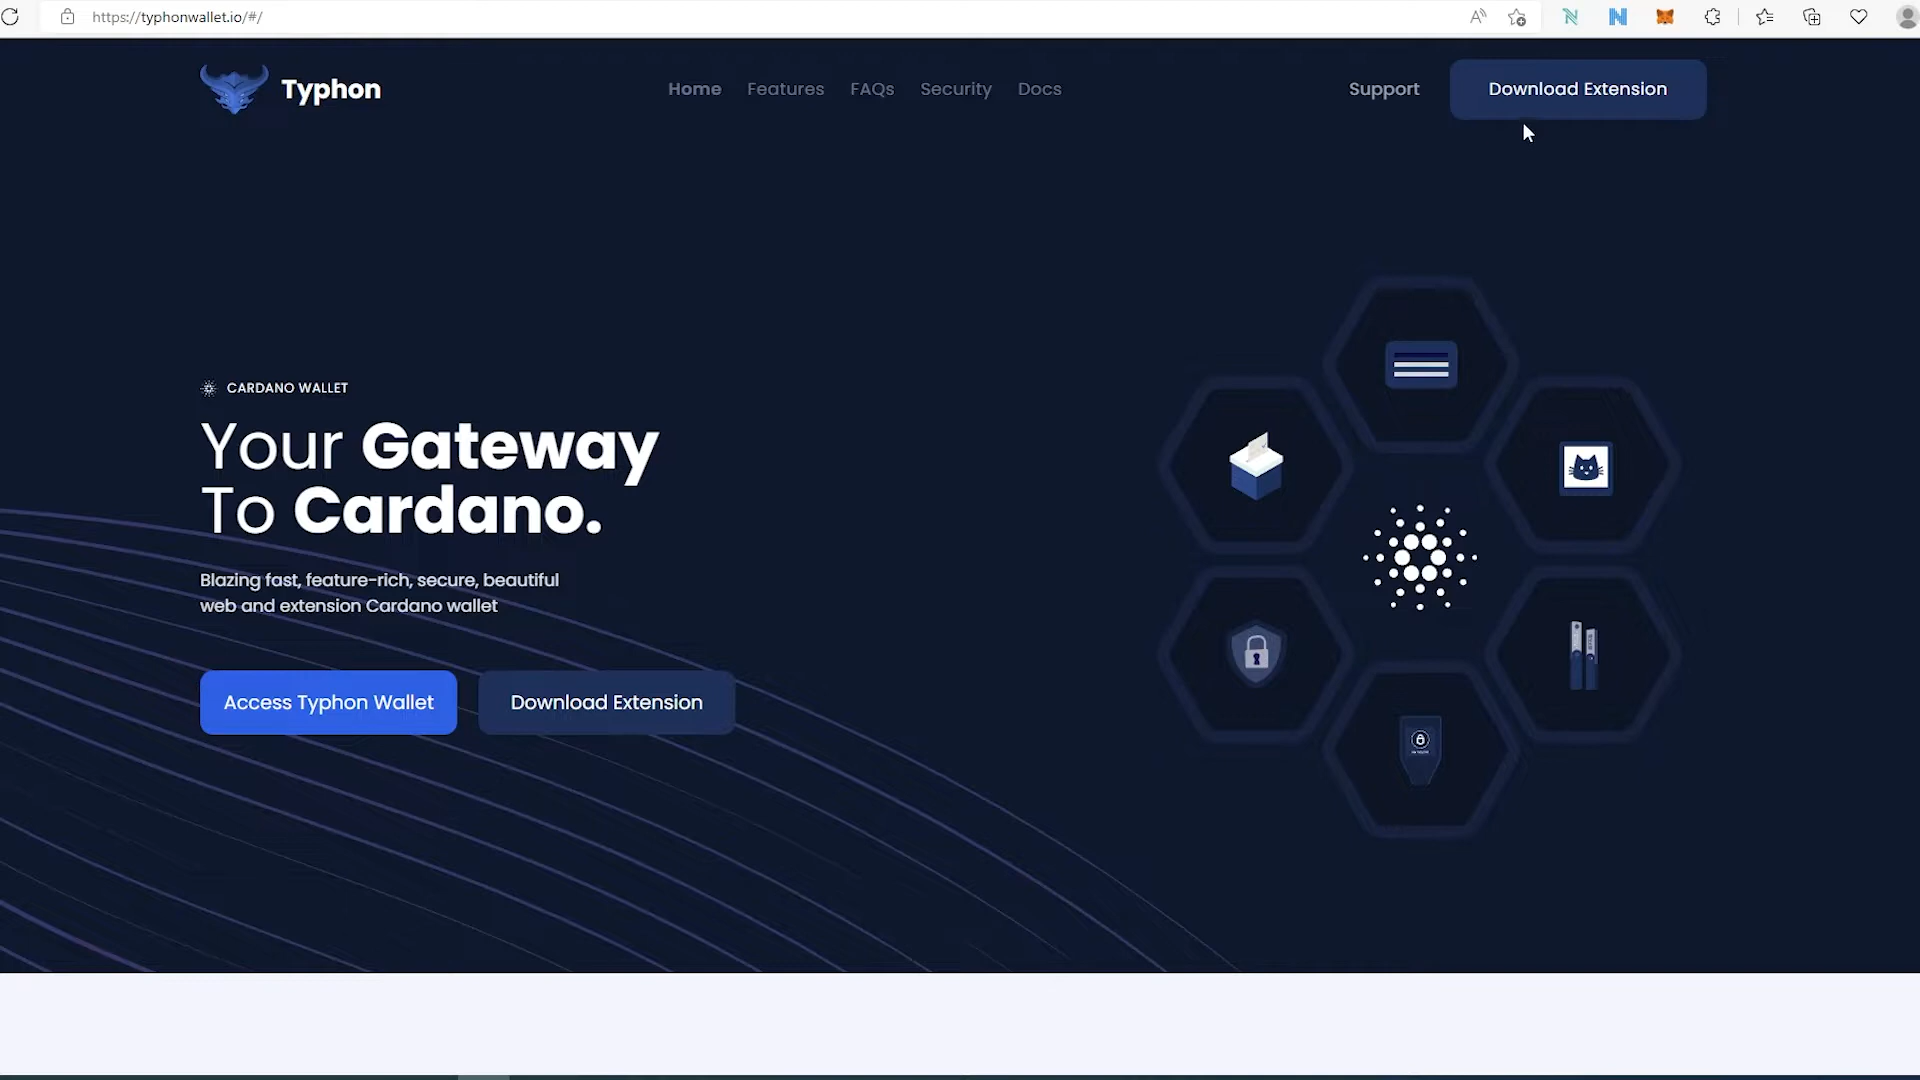 https://typhonwallet.io/#/
Typhon
Home
Features
FAQs
Security
Docs
Support
Download Extension
CARDANO WALLET
Your Gateway
To Cardano.
Blazing fast, feature-rich, secure, beautiful
web and extension Cardano wallet
Access Typhon Wallet
Download Extension